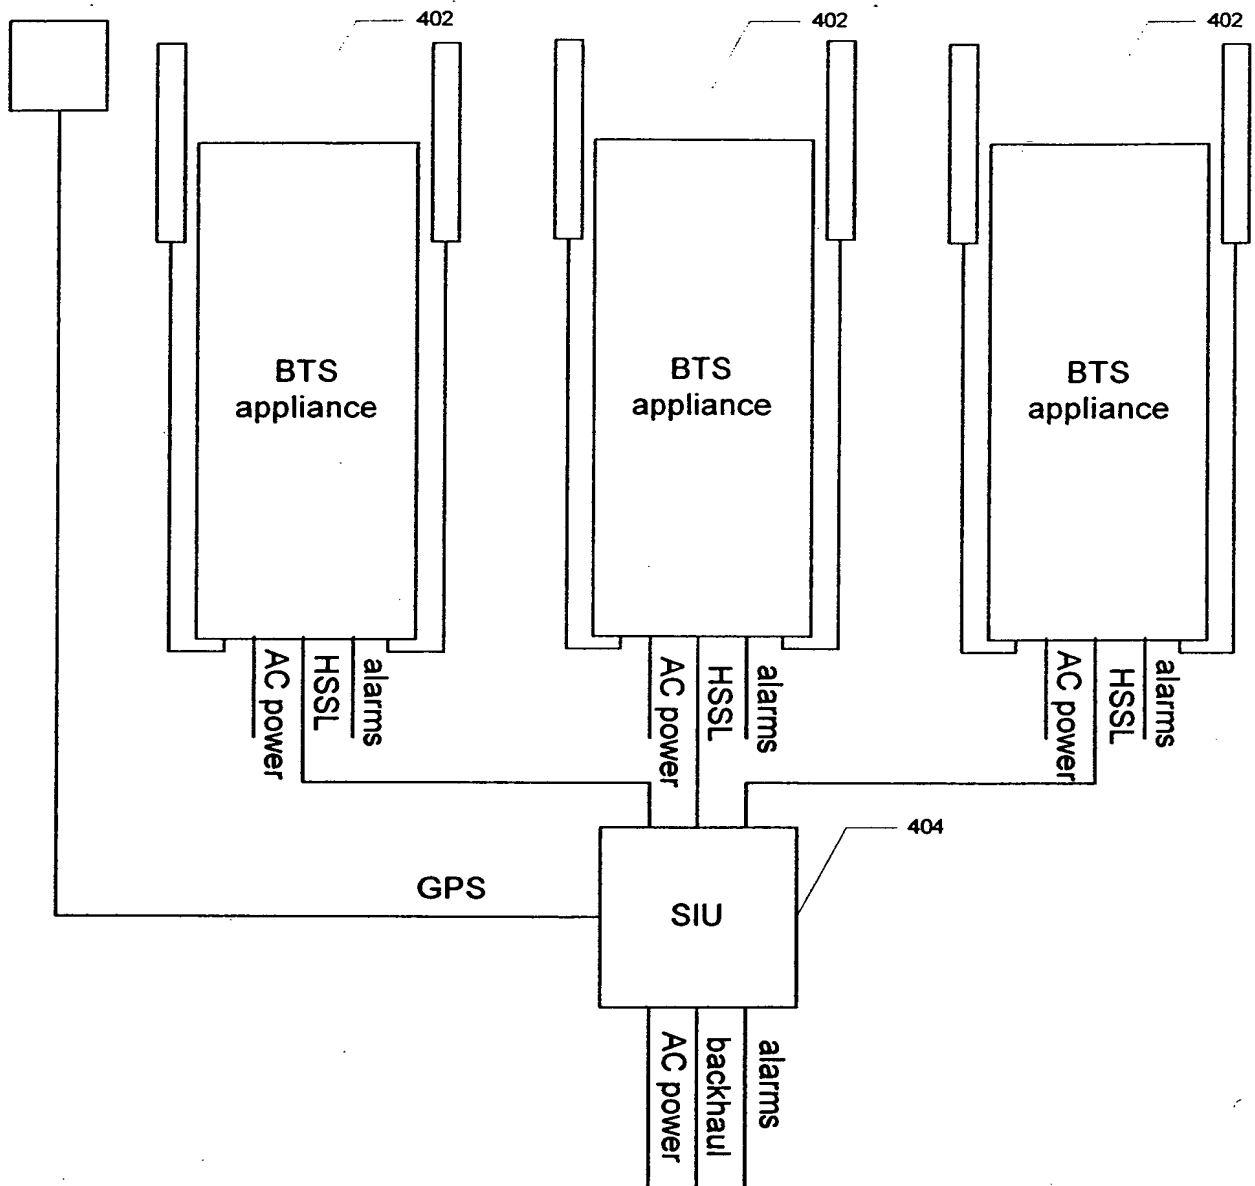 402
402
402
BTS
appliance
BTS
appliance
BTS
appliance
AC power
HSSL
alarms
AC power
HSSL
alarms
AC power
HSSL
alarms
404
GPS
SIU
AC power
backhaul
alarms